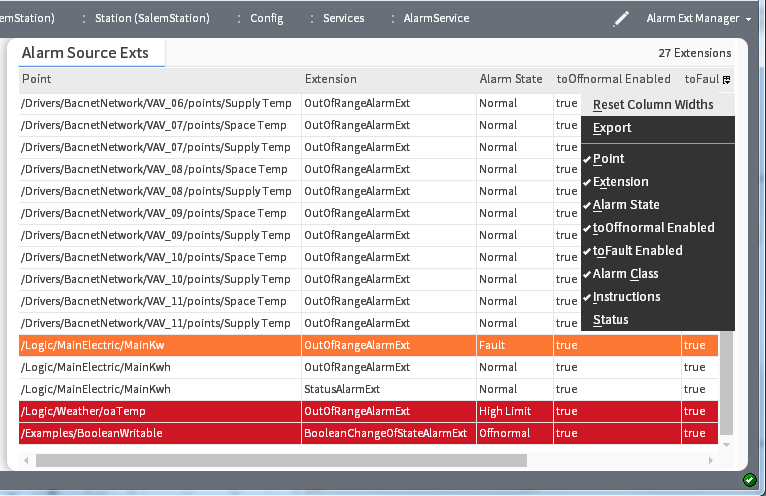 emStation) : Station (SalemStation) : Config : Services : AlarmService Alarm Ext Manager
Alarm Source Exts 27 Extensions
Point Extension Alarm State toOffnormal Enabled toFaul
/Drivers/BacnetNetwork/VAV_06/points/Supply Temp OutOfRangeAlarmExt Normal true
/Drivers/BacnetNetwork/VAV_07/points/Space Temp OutOfRangeAlarmExt Normal true
/Drivers/BacnetNetwork/VAV_07/points/Supply Temp OutOfRangeAlarmExt Normal true
/Drivers/BacnetNetwork/VAV_08/points/Space Temp OutOfRangeAlarmExt Normal true
/Drivers/BacnetNetwork/VAV_08/points/Supply Temp OutOfRangeAlarmExt Normal true
/Drivers/BacnetNetwork/VAV_09/points/Space Temp OutOfRangeAlarmExt Normal true
/Drivers/BacnetNetwork/VAV_09/points/Supply Temp OutOfRangeAlarmExt Normal true
/Drivers/BacnetNetwork/VAV_10/points/Space Temp OutOfRangeAlarmExt Normal true
/Drivers/BacnetNetwork/VAV_10/points/Supply Temp OutOfRangeAlarmExt Normal true
/Drivers/BacnetNetwork/VAV_11/points/Space Temp OutOfRangeAlarmExt Normal true
/Drivers/BacnetNetwork/VAV_11/points/Supply Temp OutOfRangeAlarmExt Normal true
/Logic/MainElectric/MainKw OutOfRangeAlarmExt Fault true true
/Logic/MainElectric/MainKwh OutOfRangeAlarmExt Normal true true
/Logic/MainElectric/MainKwh StatusAlarmExt Normal true true
/Logic/Weather/oaTemp OutOfRangeAlarmExt High Limit true true
/Examples/BooleanWritable BooleanChangeOfStateAlarmExt Offnormal true true
Reset Column Widths
Export
Point
Extension
Alarm State
toOffnormal Enabled
toFault Enabled
Alarm Class
Instructions
Status